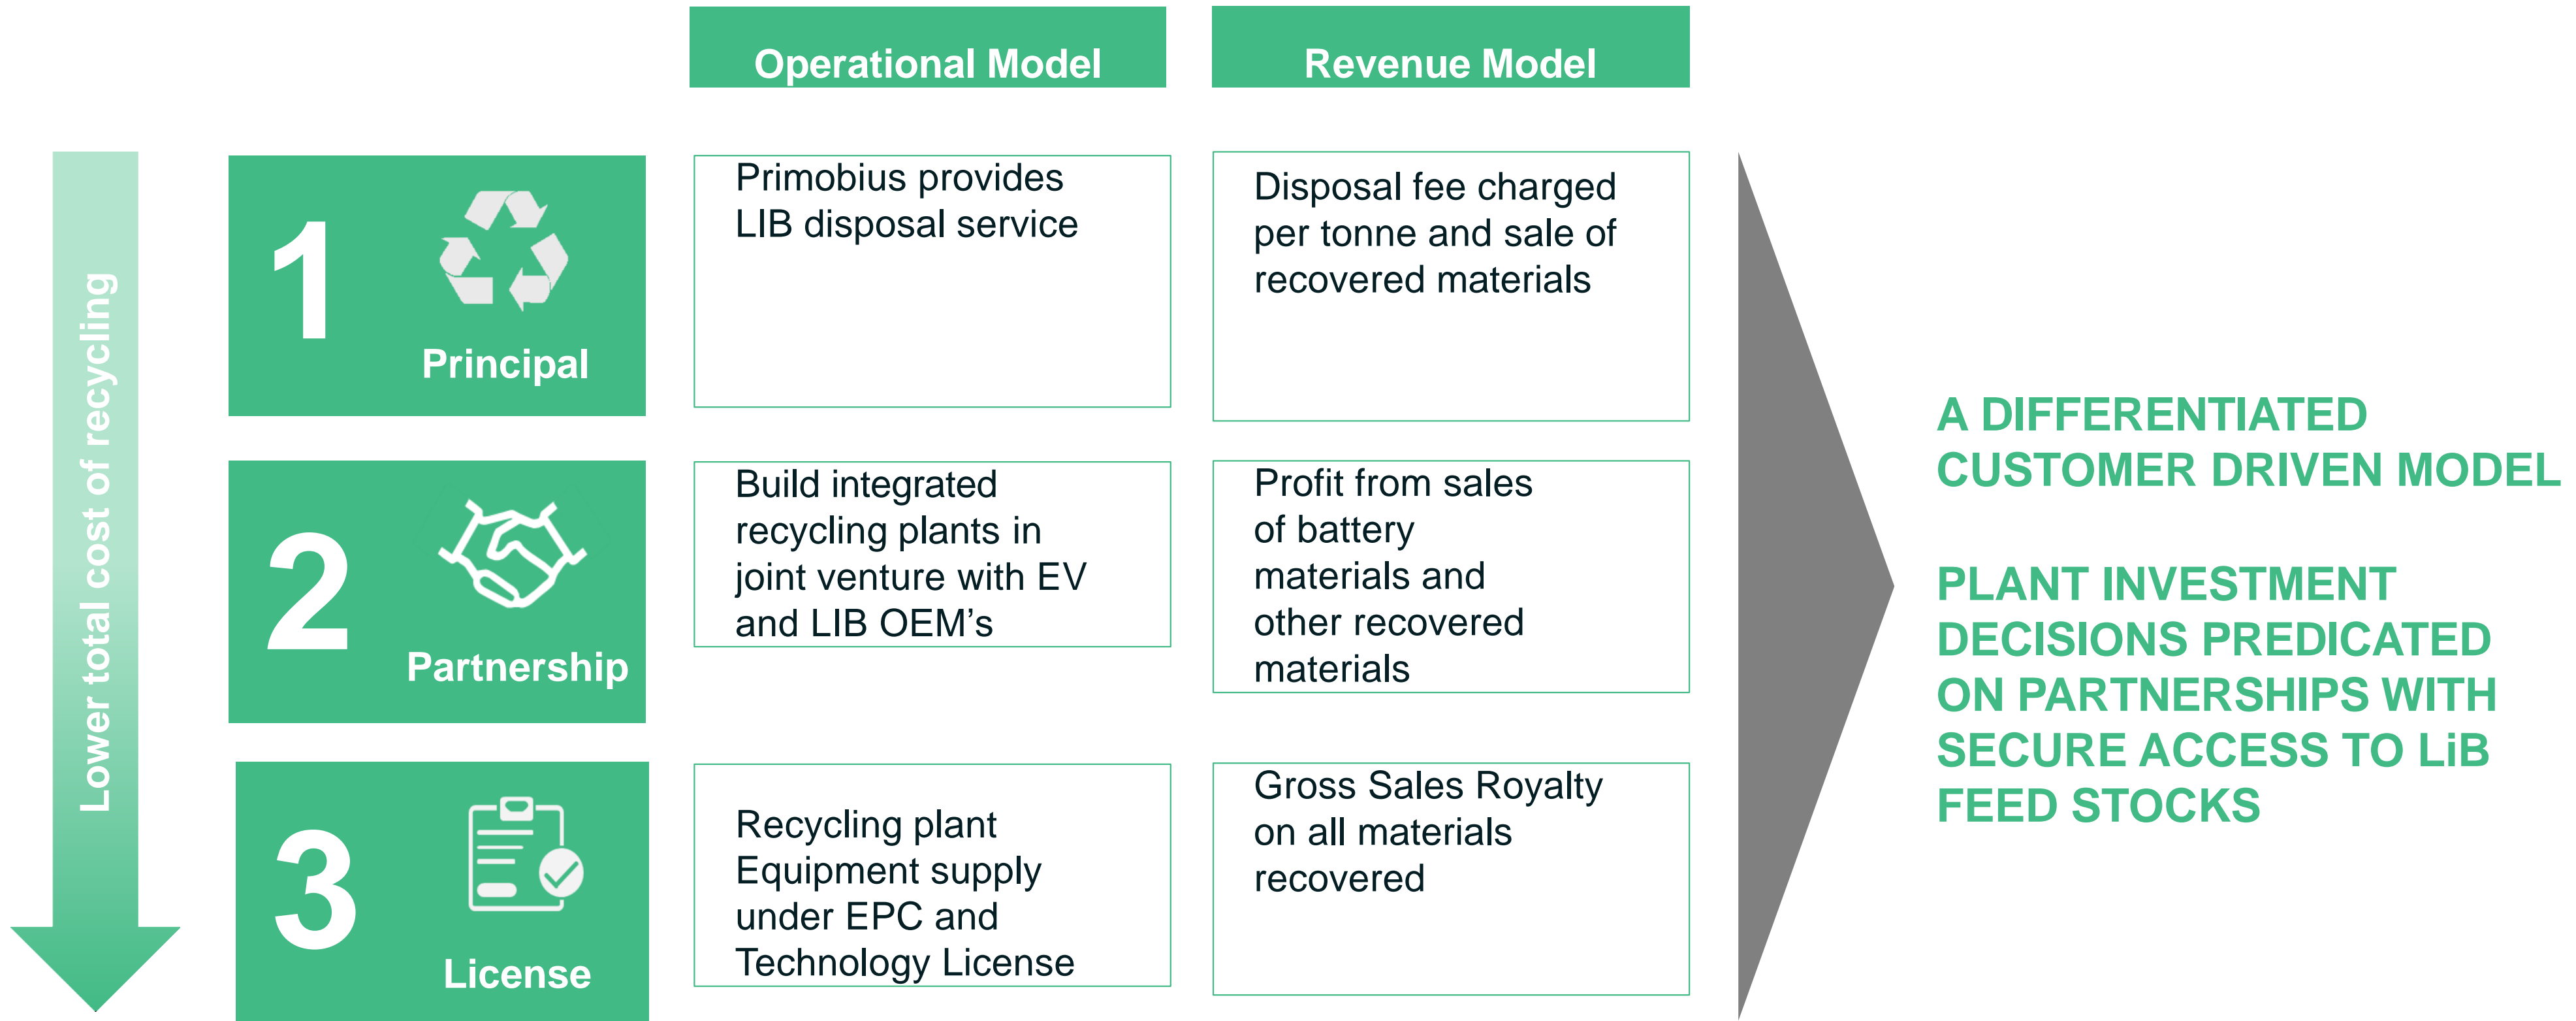 Operational Model
Revenue Model
Lower total cost of recycling
1
Principal
Primobius provides
LIB disposal service
Disposal fee charged
per tonne and sale of
recovered materials
2
Partnership
Build integrated
recycling plants in
joint venture with EV
and LIB OEM’s
Profit from sales
of battery
materials and
other recovered
materials
3
License
Recycling plant
Equipment supply
under EPC and
Technology License
Gross Sales Royalty
on all materials
recovered
A DIFFERENTIATED
CUSTOMER DRIVEN MODEL
PLANT INVESTMENT
DECISIONS PREDICATED
ON PARTNERSHIPS WITH
SECURE ACCESS TO LiB
FEED STOCKS